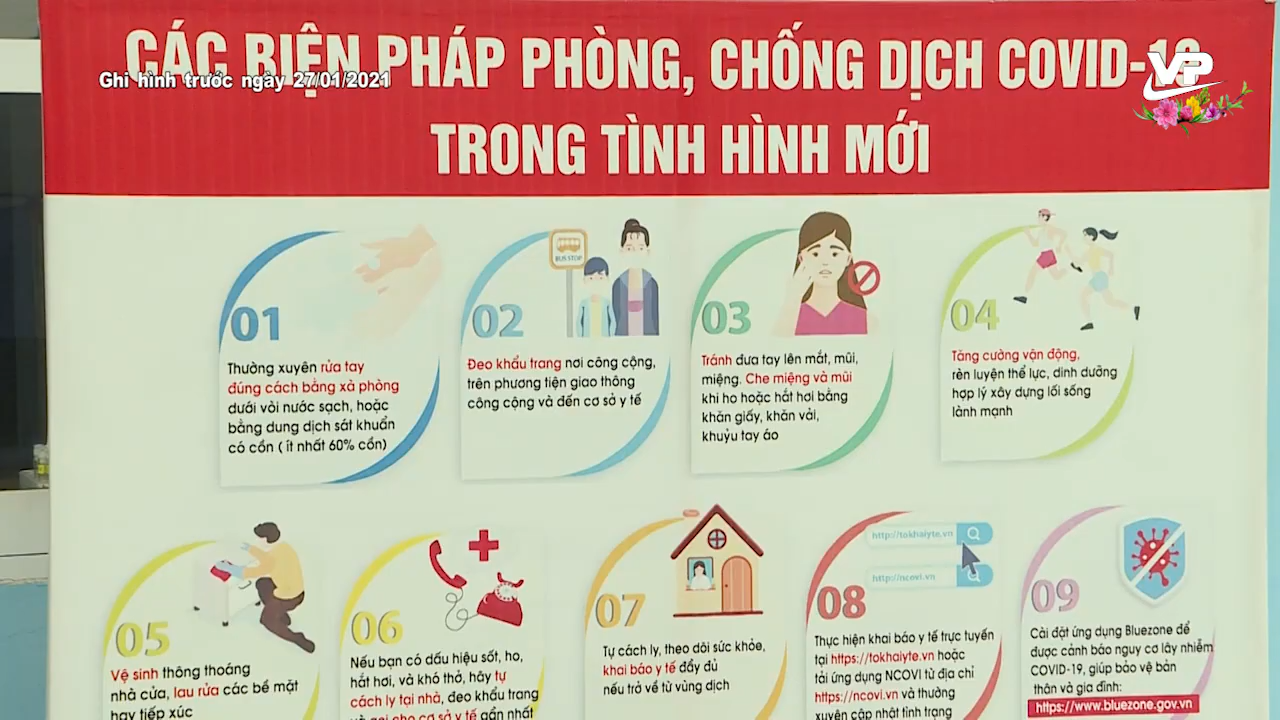 CÁC BIỆN PHÁP PHÒNG, CHỐNG DỊCH COVID-19
Ghi hình trước ngày 27/01/2021
VP
TRONG TÌNH HÌNH MỚI
BUS STOP
01
Thường xuyên rửa tay
đúng cách bằng xà phòng
dưới vòi nước sạch, hoặc
bằng dung dịch sát khuẩn
có cồn ( ít nhất 60% cồn)
02
Đeo khẩu trang nơi công cộng,
trên phương tiện giao thông
công cộng và đến cơ sở y tế
03
Tránh đưa tay lên mắt, mũi,
miệng. Che miệng và mũi
khi ho hoặc hắt hơi bằng
khăn giấy, khăn vải,
khuỷu tay áo
04
Tăng cường vận động,
rèn luyện thể lực, dinh dưỡng
hợp lý xây dựng lối sống
lành mạnh
05
Vệ sinh thông thoáng
nhà cửa, lau rửa các bề mặt
hay tiếp xúc
06
Nếu bạn có dấu hiệu sốt, ho,
hắt hơi, và khó thở, hãy tự
cách ly tại nhà, đeo khẩu trang
và gọi cho cơ sở y tế gần nhất
07
Tự cách ly, theo dõi sức khỏe,
khai báo y tế đẩy đủ
nếu trở về từ vùng dịch
http://tokhaiyte.vn
http://ncovi.vn
08
Thực hiện khai báo y tế trực tuyến
tại https://tokhaiyte.vn hoặc
tải ứng dụng NCOVI từ địa chỉ
https://ncovi.vn và thường
xuyên cập nhật tình trạng
09
Cài đặt ứng dụng Bluezone để
được cảnh báo nguy cơ lây nhiễm
COVID-19, giúp bảo vệ bản
thân và gia đình:
https://www.bluezone.gov.vn